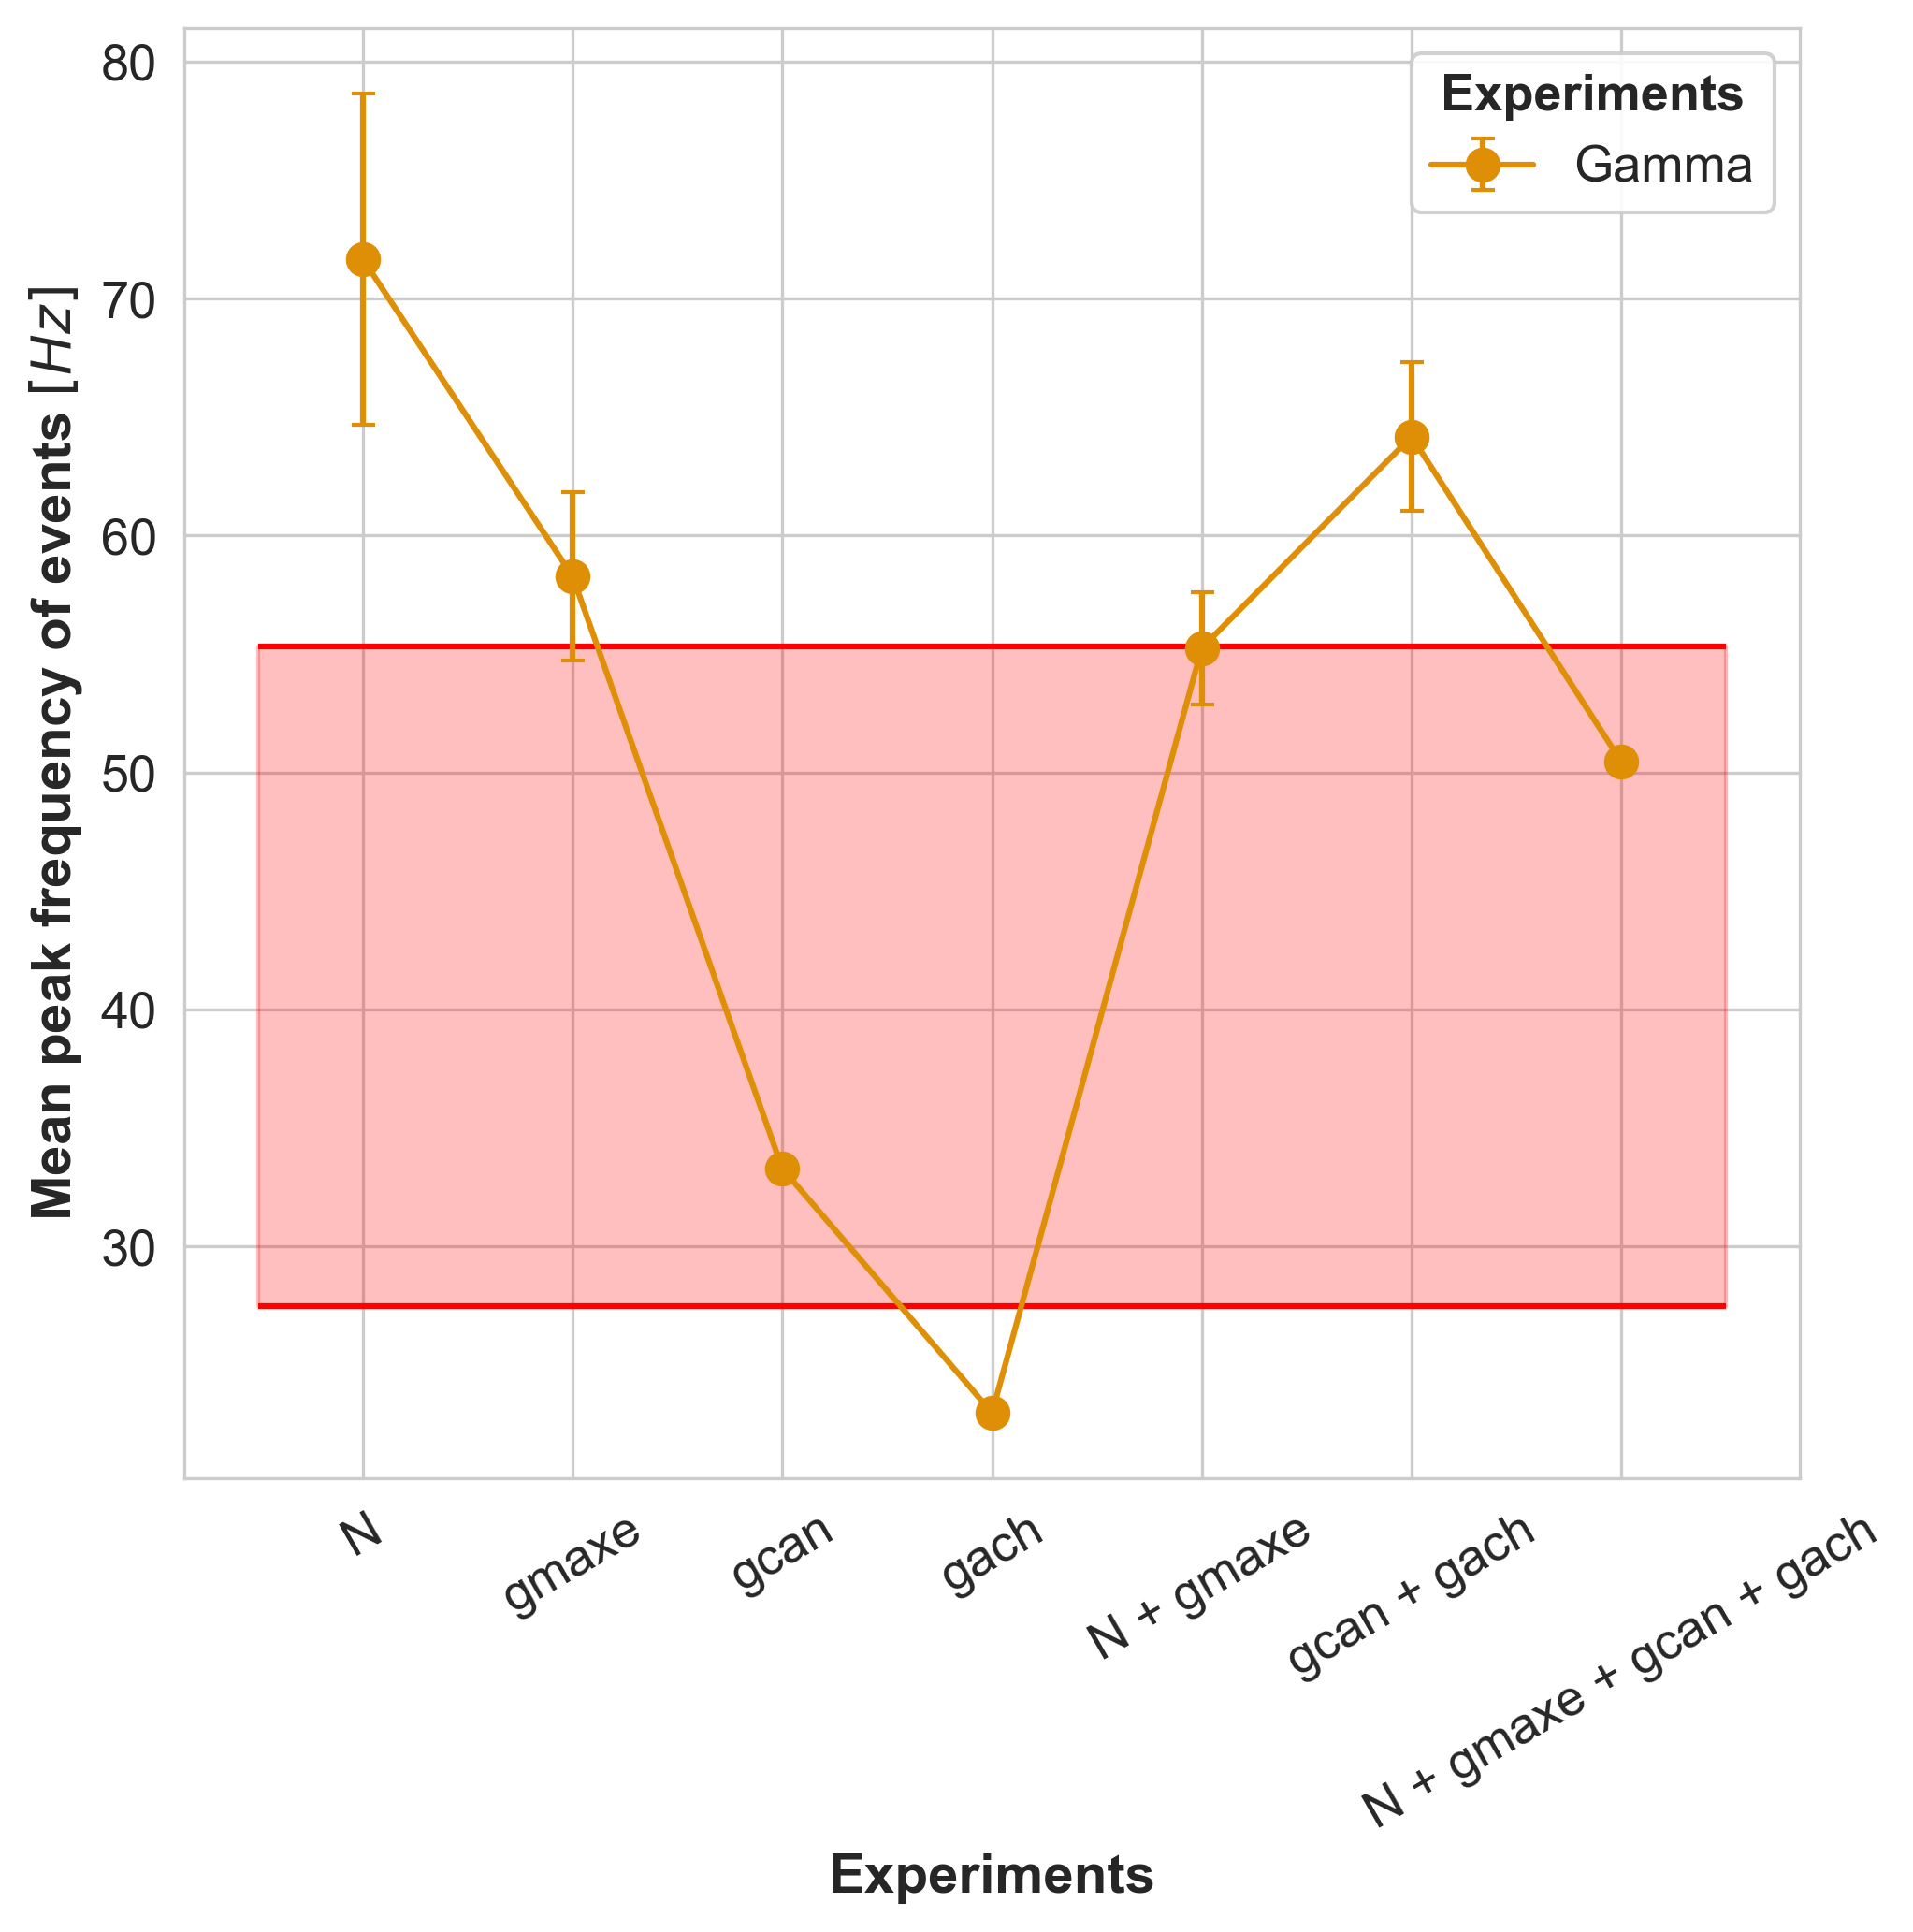 80
70
60
50
40
30
Mean peak frequency of events [Hz]
Experiments
Gamma
N
gmaxe
gcan
gach
N + gmaxe
gcan + gach
N + gmaxe + gcan + gach
Experiments